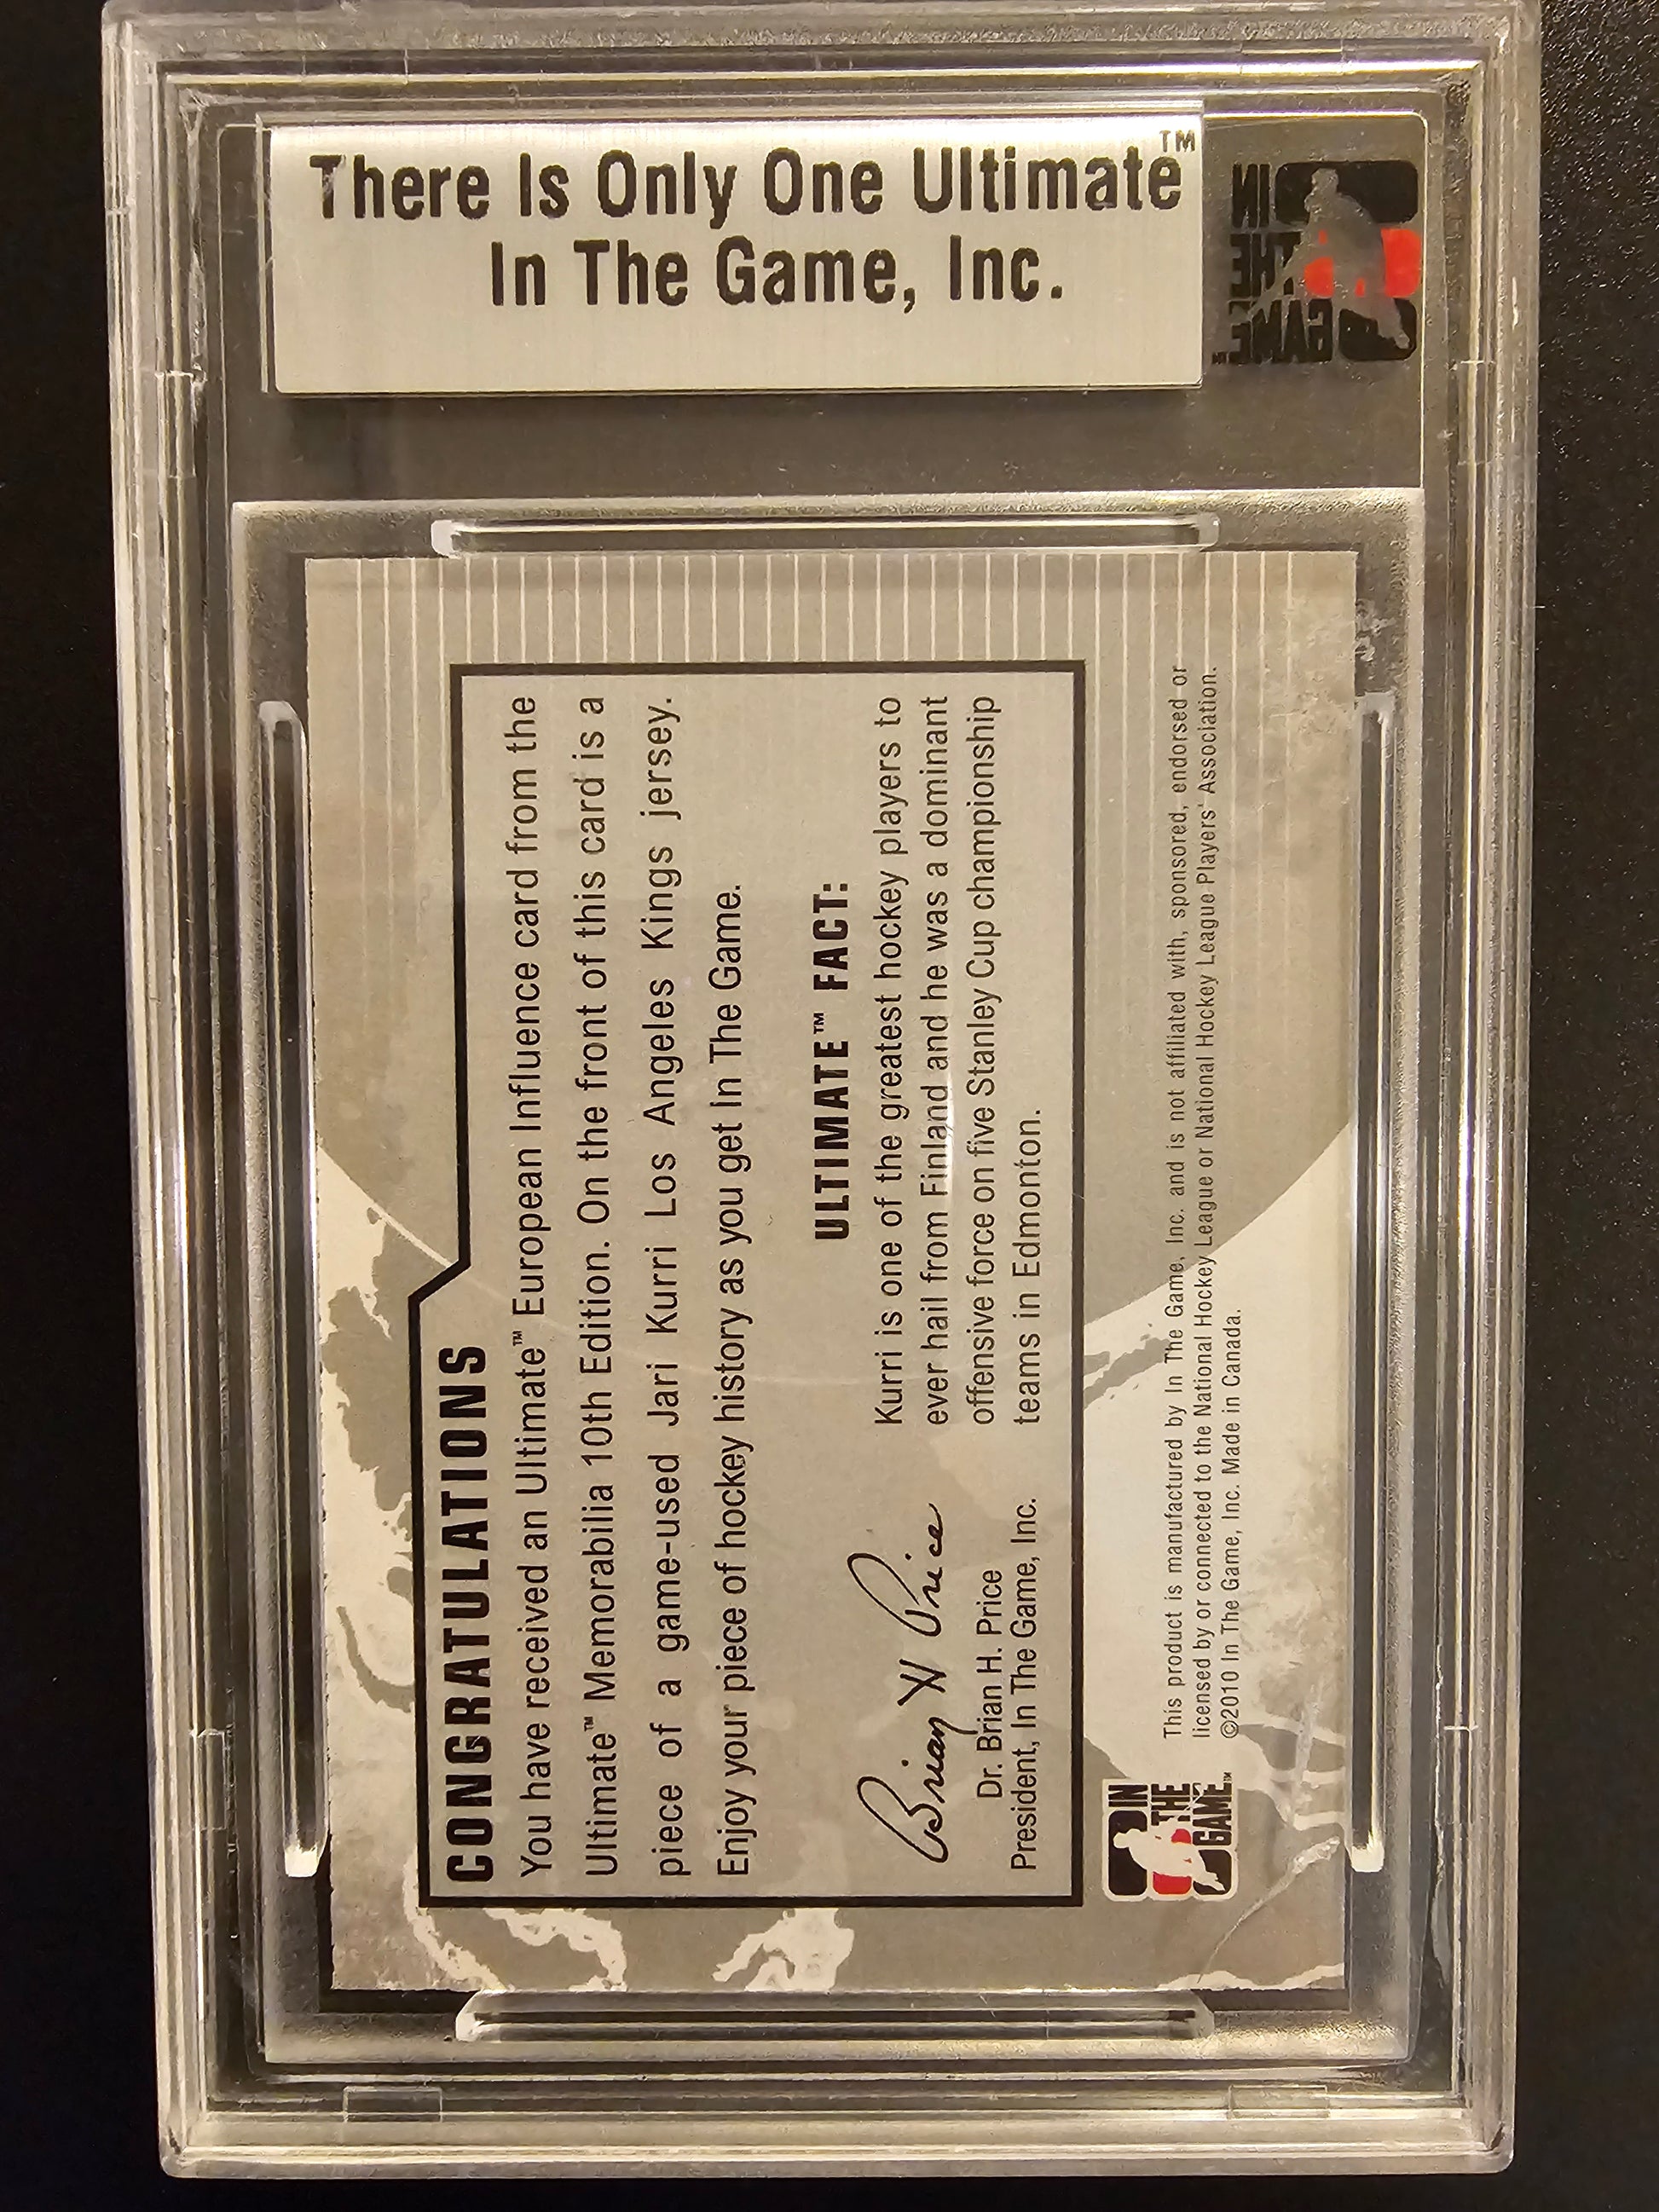 There Is Only One Ultimate™
In The Game, Inc.
IN
THE
GAME™
CONGRATULATIONS
You have received an Ultimate™ European Influence card from the
Ultimate™ Memorabilia 10th Edition. On the front of this card is a
piece of a game-used Jari Kurri Los Angeles Kings jersey.
Enjoy your piece of hockey history as you get In The Game.
ULTIMATE™ FACT:
Kurri is one of the greatest hockey players to
ever hail from Finland and he was a dominant
offensive force on five Stanley Cup championship
teams in Edmonton.
Brian H Price
Dr. Brian H. Price
President, In The Game, Inc.
IN
THE
GAME™
This product is manufactured by In The Game, Inc. and is not affiliated with, sponsored, endorsed or
licensed by or connected to the National Hockey League or National Hockey League Players' Association.
©2010 In The Game, Inc. Made in Canada.